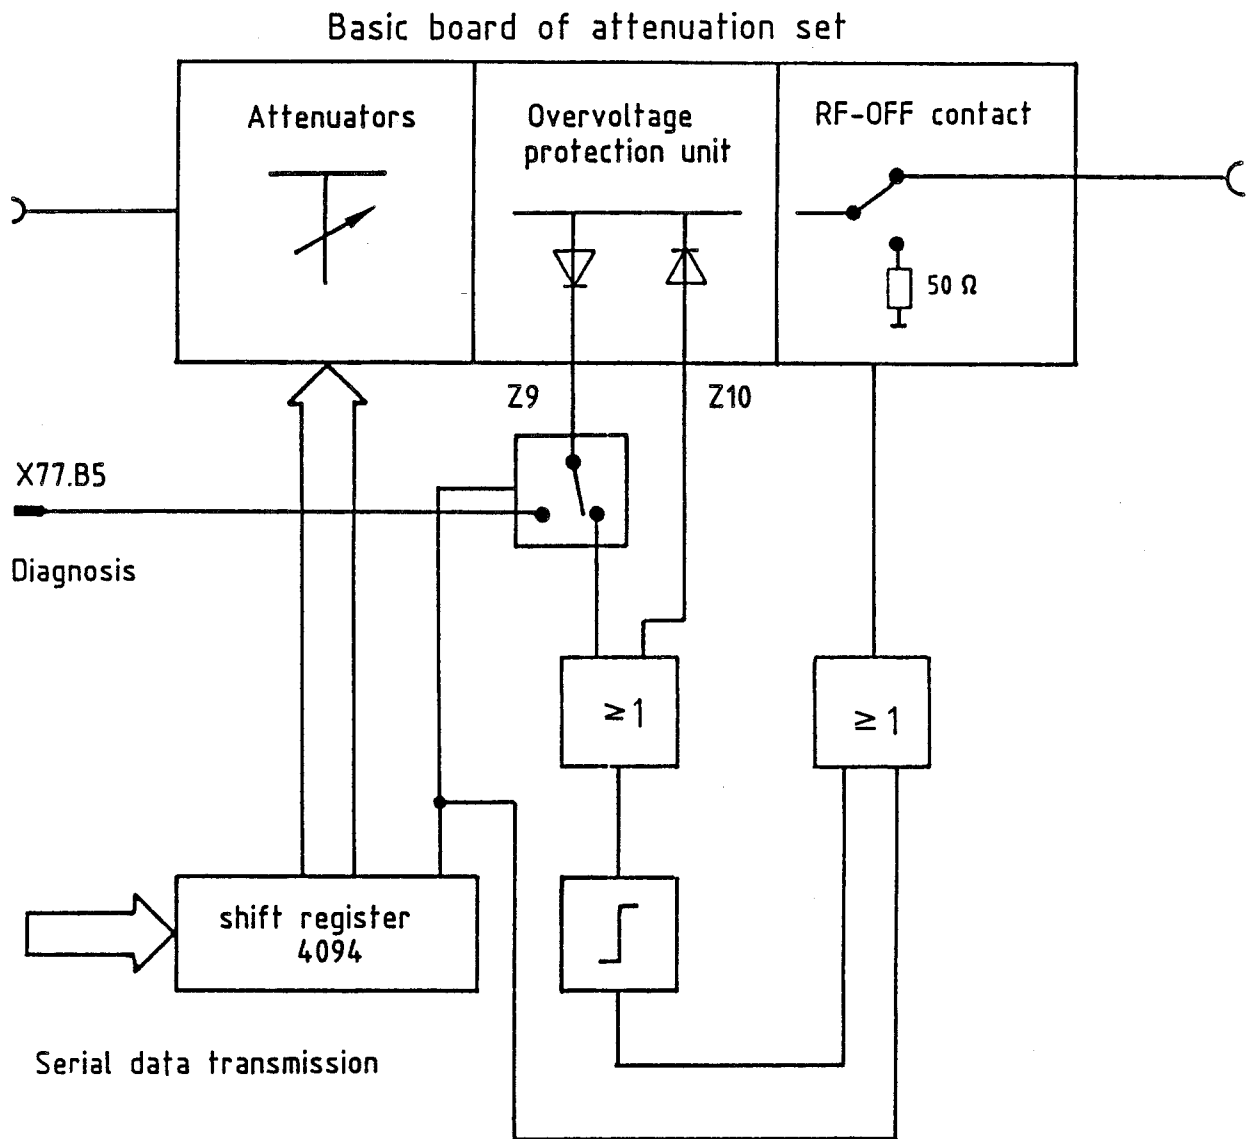 Basic board of attenuation set
Attenuators
Overvoltage
protection unit
RF-OFF contact
50 Ω
Z9
Z10
X77.B5
Diagnosis
≥ 1
≥ 1
shift register
4094
Serial data transmission